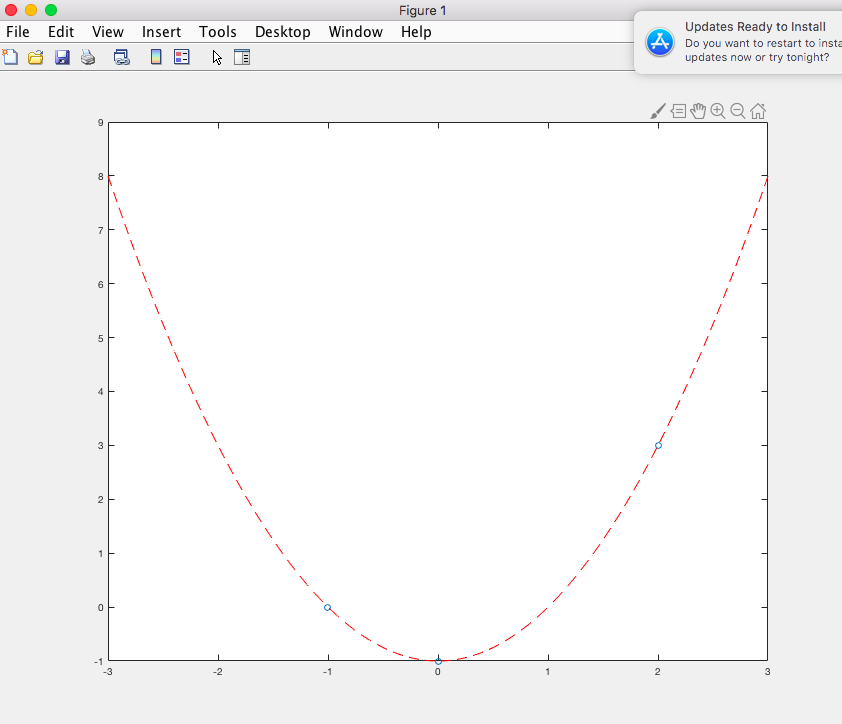 Figure 1
File Edit View Insert Tools Desktop Window Help
Updates Ready to Install
Do you want to restart to insta
updates now or try tonight?
9
8
7
6
5
4
3
2
1
0
-1
-3 -2 -1 0 1 2 3